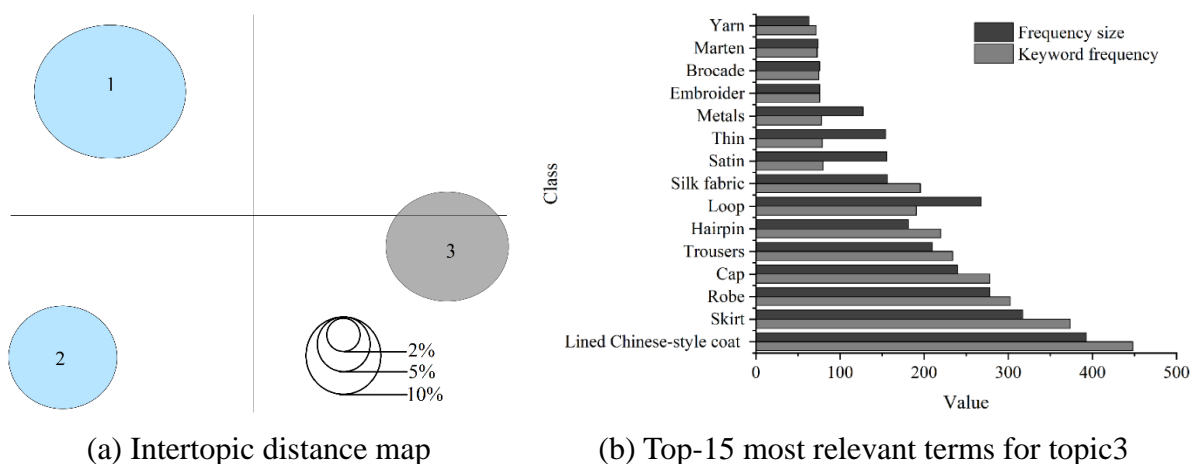 1
3
2
2%
5%
10%
(a) Intertopic distance map
Frequency size
Keyword frequency
Class
Yarn
Marten
Brocade
Embroider
Metals
Thin
Satin
Silk fabric
Loop
Hairpin
Trousers
Cap
Robe
Skirt
Lined Chinese-style coat
0 100 200 300 400 500
Value
(b) Top-15 most relevant terms for topic3